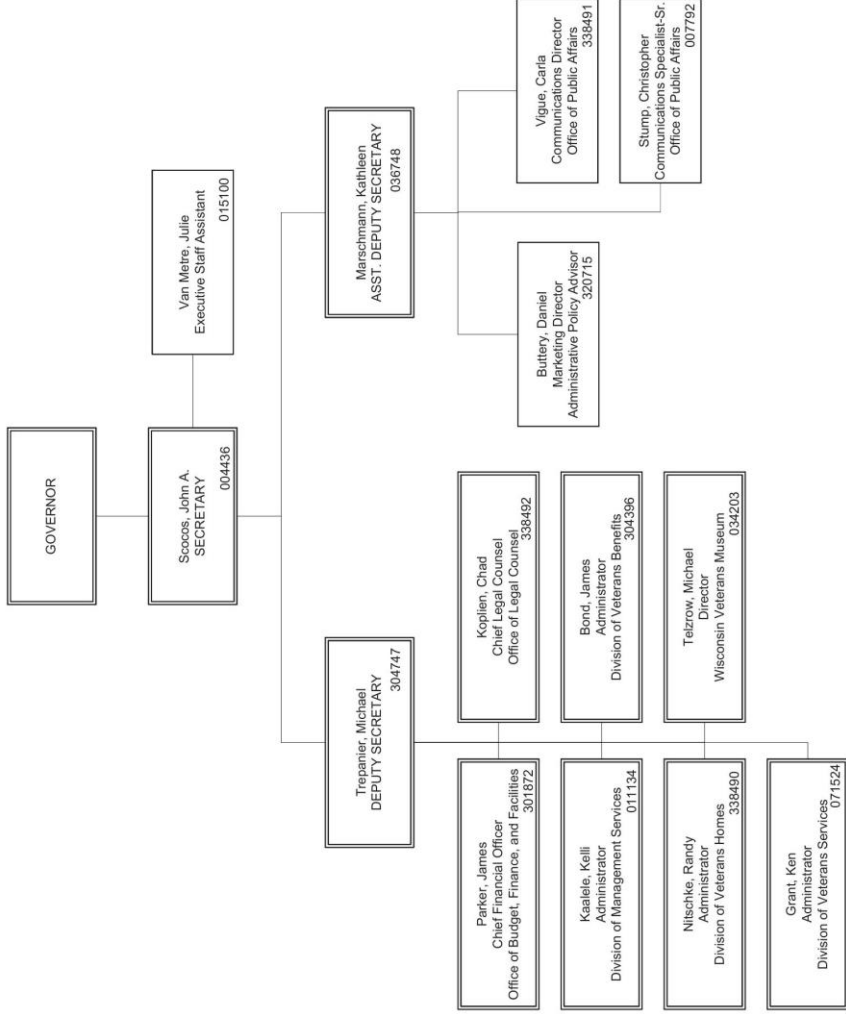 GOVERNOR
Scocos, John A.
SECRETARY
004436
Van Metre, Julie
Executive Staff Assistant
015100
Trepanier, Michael
DEPUTY SECRETARY
304747
Marschmann, Kathleen
ASST. DEPUTY SECRETARY
036748
Parker, James
Chief Financial Officer
Office of Budget, Finance, and Facilities
301872
Koplien, Chad
Chief Legal Counsel
Office of Legal Counsel
338492
Kaalele, Kelli
Administrator
Division of Management Services
011134
Bond, James
Administrator
Division of Veterans Benefits
304396
Nitschke, Randy
Administrator
Division of Veterans Homes
338490
Telzrow, Michael
Director
Wisconsin Veterans Museum
034203
Grant, Ken
Administrator
Division of Veterans Services
071524
Buttery, Daniel
Marketing Director
Administrative Policy Advisor
320715
Vigue, Carla
Communications Director
Office of Public Affairs
338491
Stump, Christopher
Communications Specialist-Sr.
Office of Public Affairs
007792